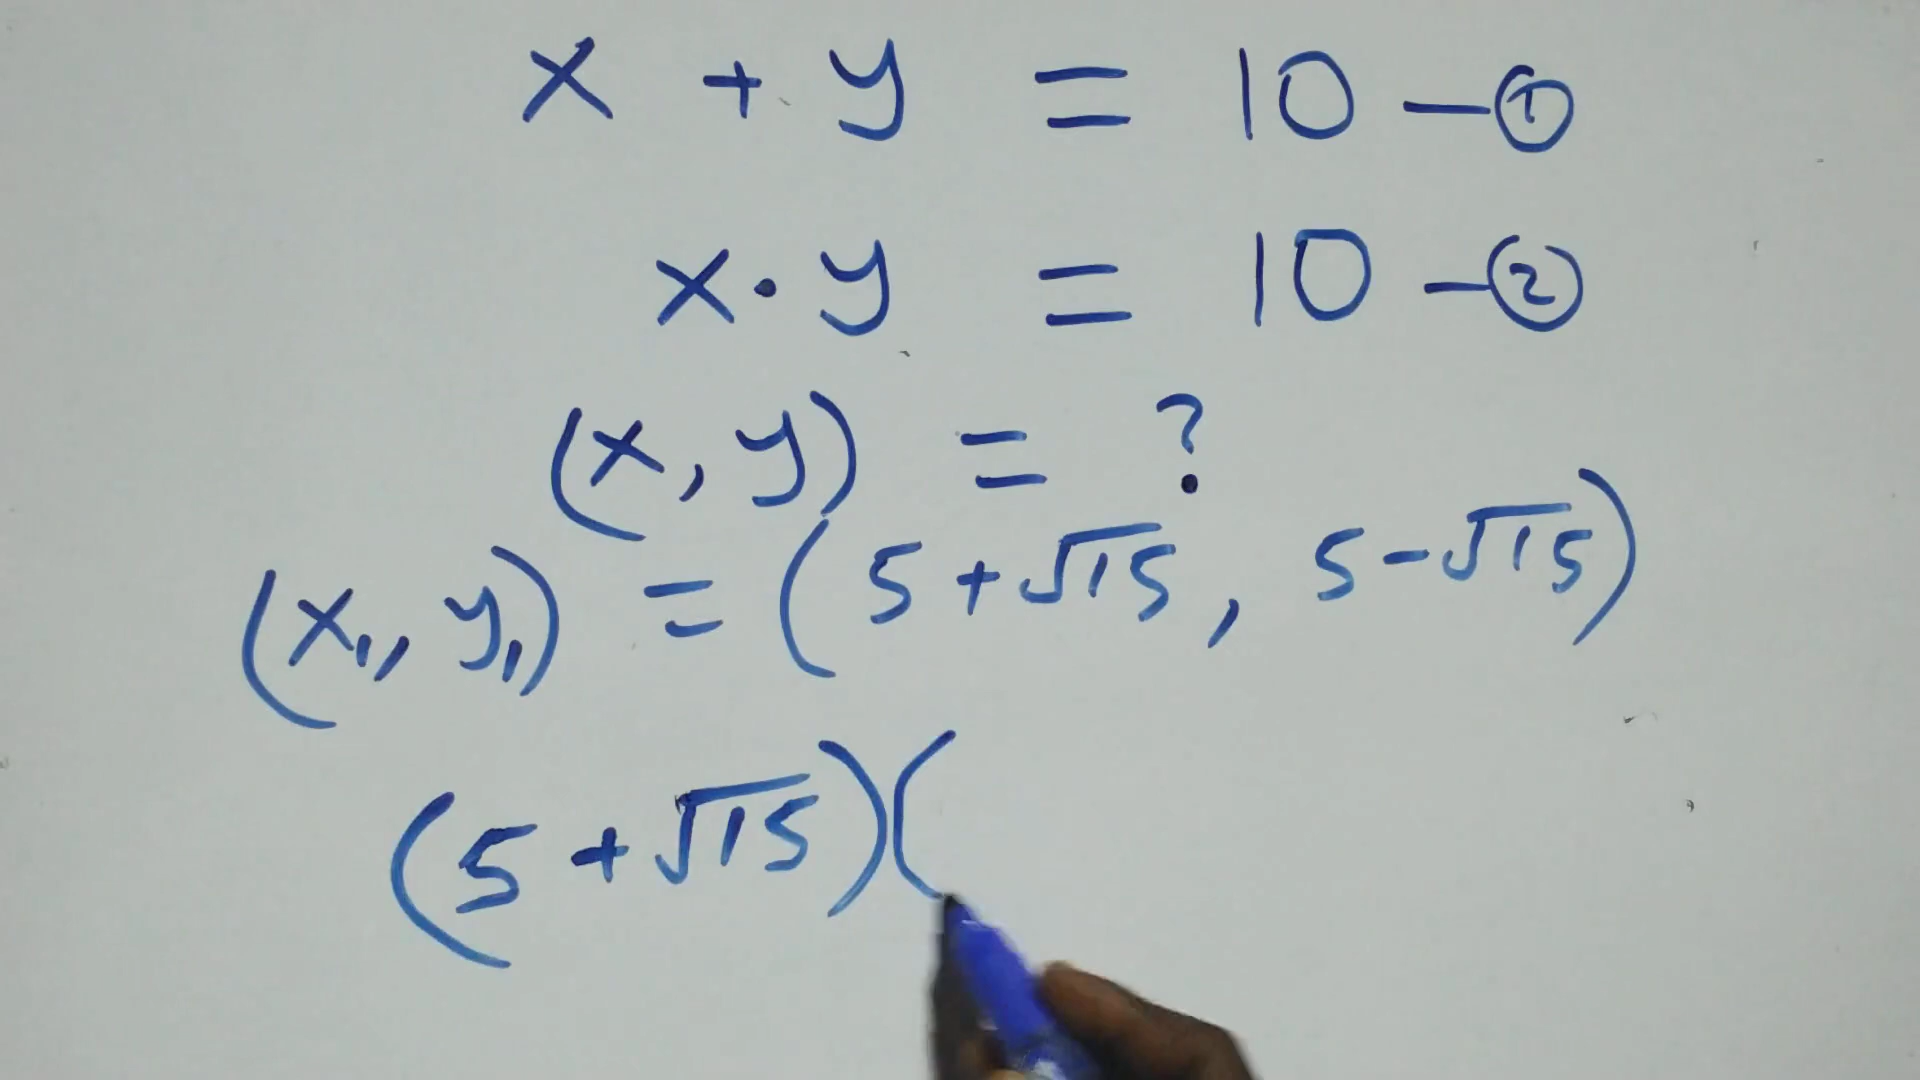 x + y = 10 — ①
x · y = 10 — ②
(x, y) = ?
(x₁, y₁) = (5 + √15, 5 - √15)
(5 + √15)(